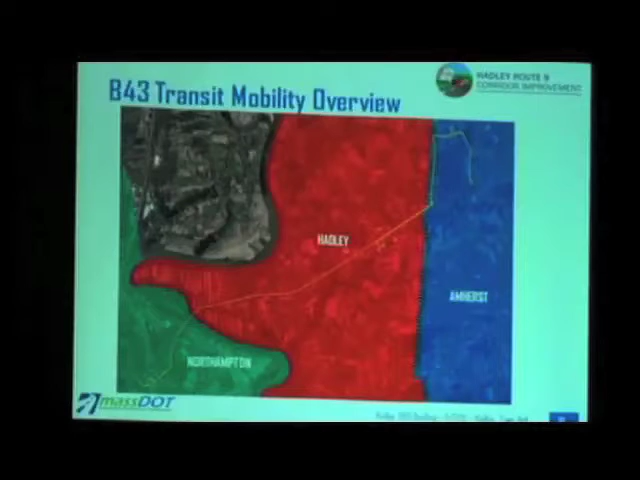 B43 Transit Mobility Overview
HADLEY ROUTE 9
CORRIDOR IMPROVEMENT
HADLEY
AMHERST
NORTHAMPTON
massDOT